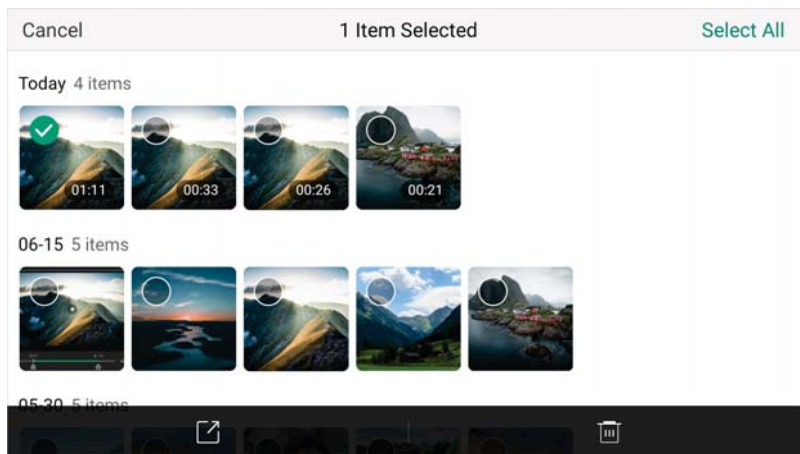 Cancel 1 Item Selected Select All
Today 4 items
01:11 00:33 00:26 00:21
06-15 5 items
05-30 5 items